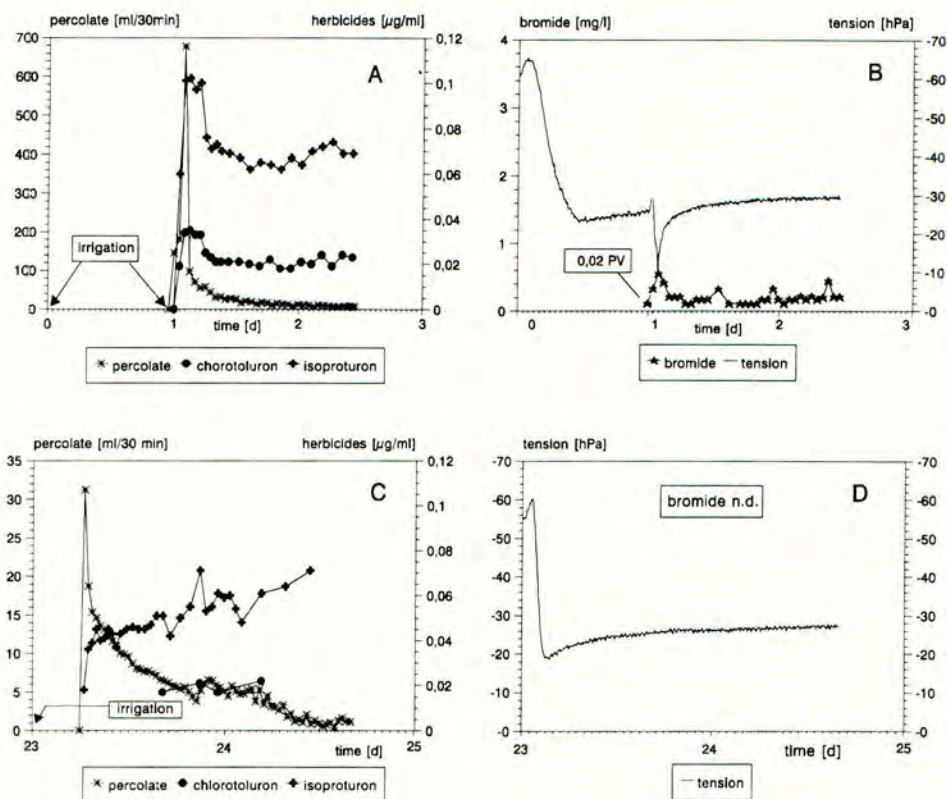 percolate [ml/30min] herbicides [µg/ml]
700 0,12
600 0,1
500 0,08
400 0,06
300
200 0,04
100 0,02
0 0
A
irrigation
0 1 2 3
time [d]
percolate chorotoluron isoproturon
bromide [mg/l] tension [hPa]
4 -70
-60
3 -50
-40
2 -30
1 -20
-10
0 -0
B
0,02 PV
0 1 2 3
time [d]
bromide tension
percolate [ml/30 min] herbicides [µg/ml]
35 0,12
30 0,1
25 0,08
20
15 0,06
10 0,04
5 0,02
0 0
C
irrigation
23 24 25
time [d]
percolate chlorotoluron isoproturon
tension [hPa]
-70 -70
-60 -60
-50 -50
-40 -40
-30 -30
-20 -20
-10 -10
0 -0
bromide n.d.
D
23 24 25
time [d]
tension